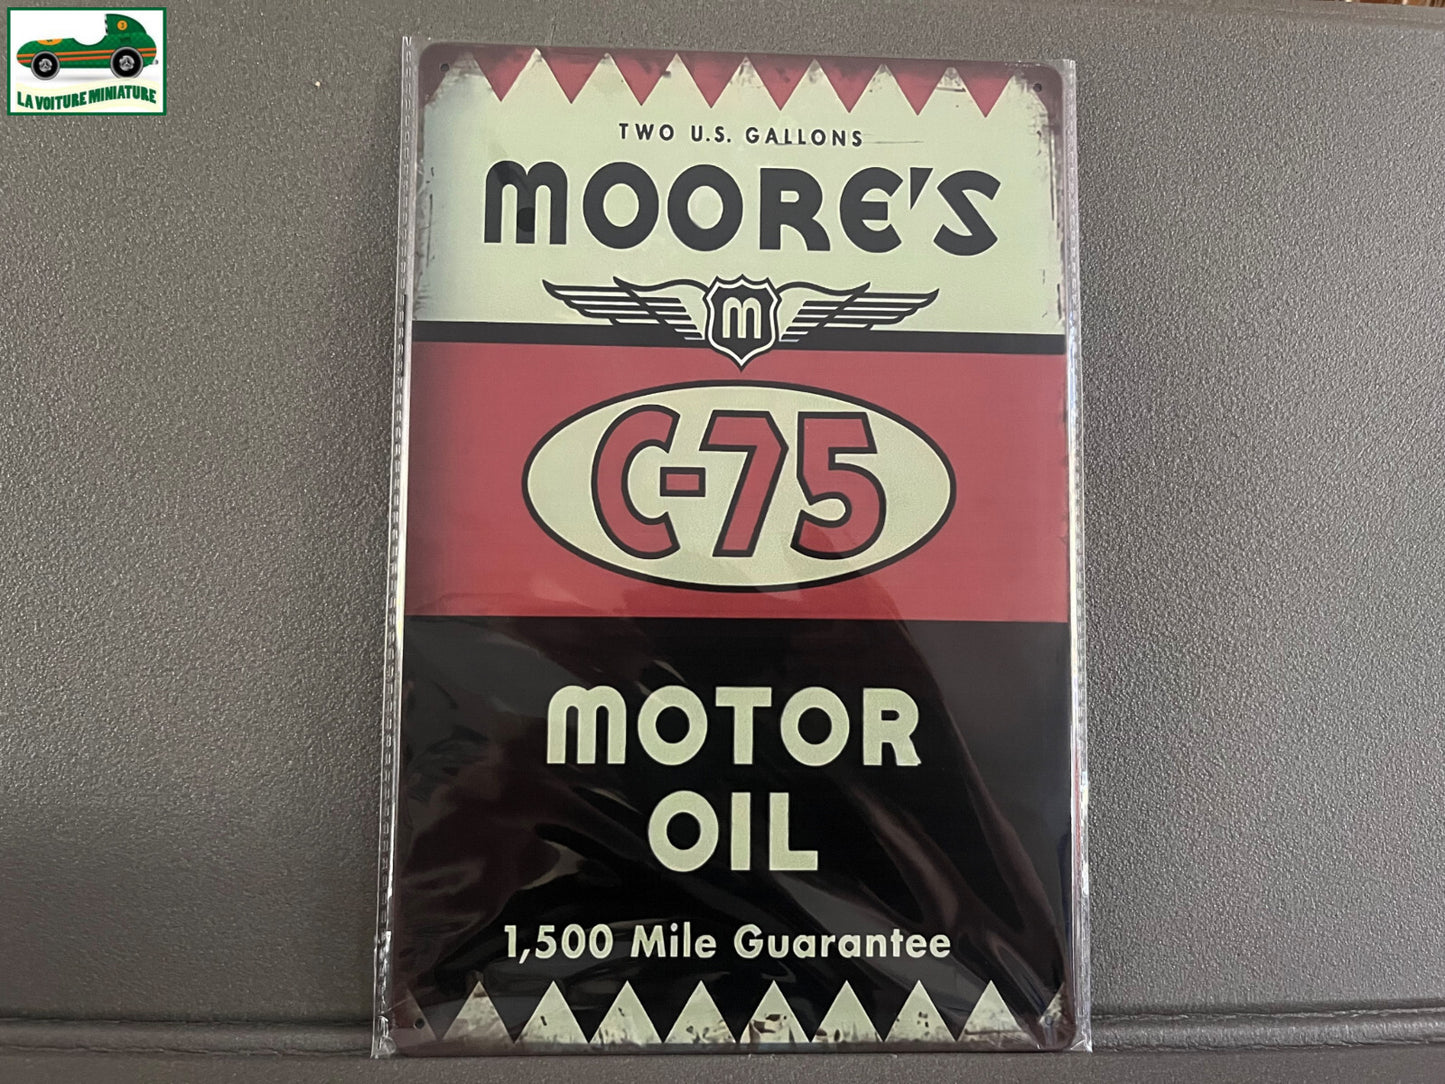 LA VOITURE MINIATURE
TWO U.S. GALLONS
MOORE'S
M
C-75
MOTOR
OIL
1,500 Mile Guarantee